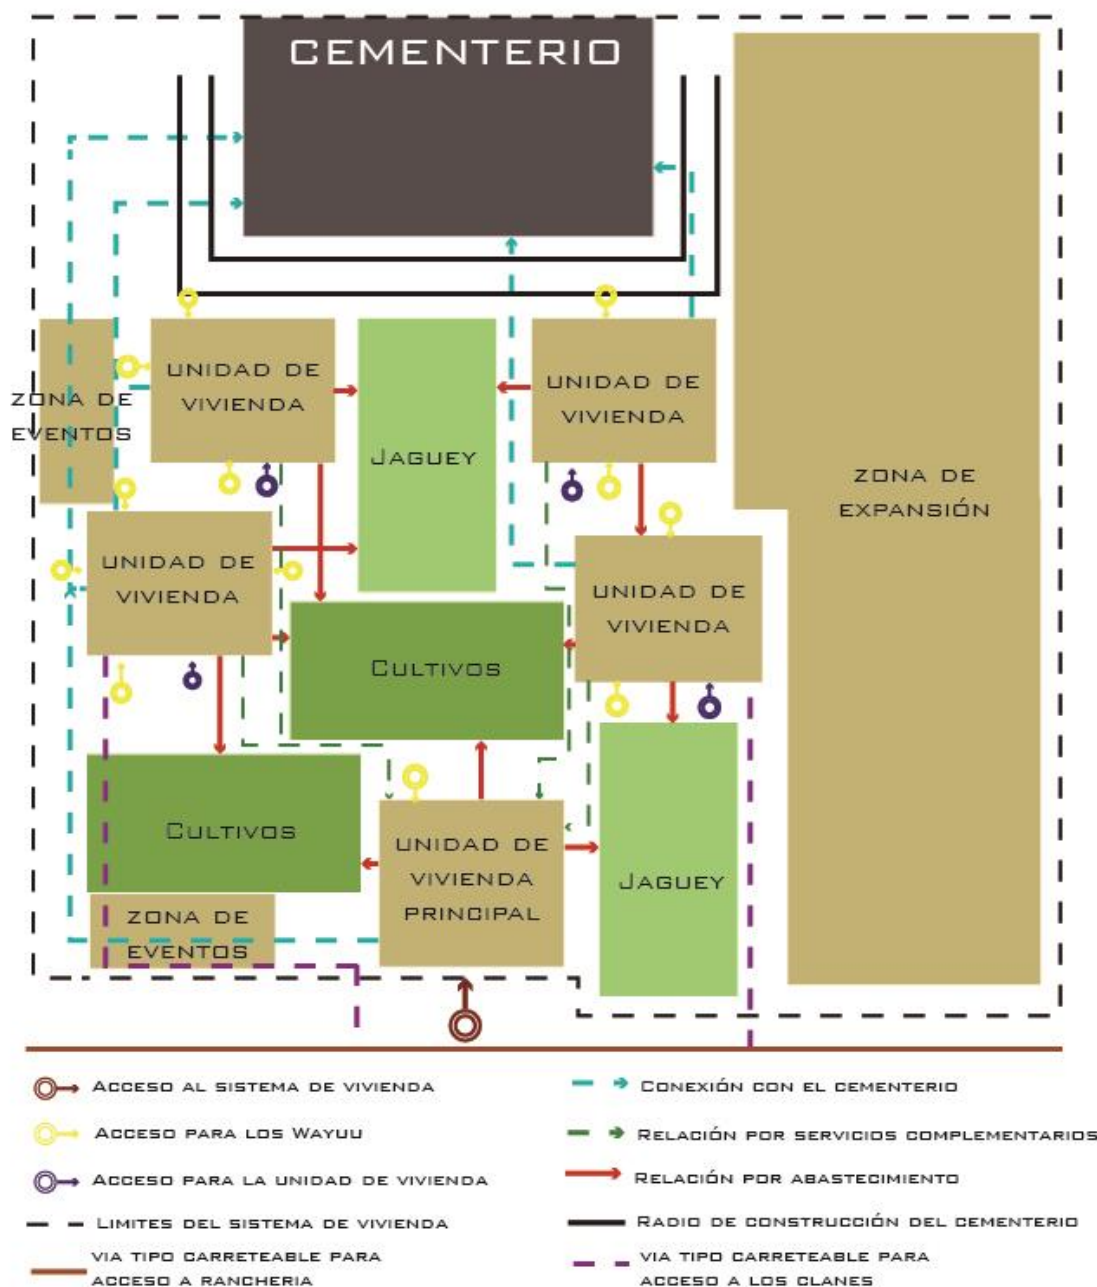 CEMENTERIO
UNIDAD DE
VIVIENDA
JAGUEY
UNIDAD DE
VIVIENDA
ZONA DE
EVENTOS
ZONA DE
EXPANSIÓN
UNIDAD DE
VIVIENDA
UNIDAD DE
VIVIENDA
CULTIVOS
CULTIVOS
UNIDAD DE
VIVIENDA
PRINCIPAL
JAGUEY
ZONA DE
EVENTOS
ACCESO AL SISTEMA DE VIVIENDA
ACCESO PARA LOS WAYUU
ACCESO PARA LA UNIDAD DE VIVIENDA
LIMITES DEL SISTEMA DE VIVIENDA
VIA TIPO CARRETEABLE PARA
ACCESO A RANCHERIA
CONEXIÓN CON EL CEMENTERIO
RELACIÓN POR SERVICIOS COMPLEMENTARIOS
RELACIÓN POR ABASTECIMIENTO
RADIO DE CONSTRUCCIÓN DEL CEMENTERIO
VIA TIPO CARRETEABLE PARA
ACCESO A LOS CLANES